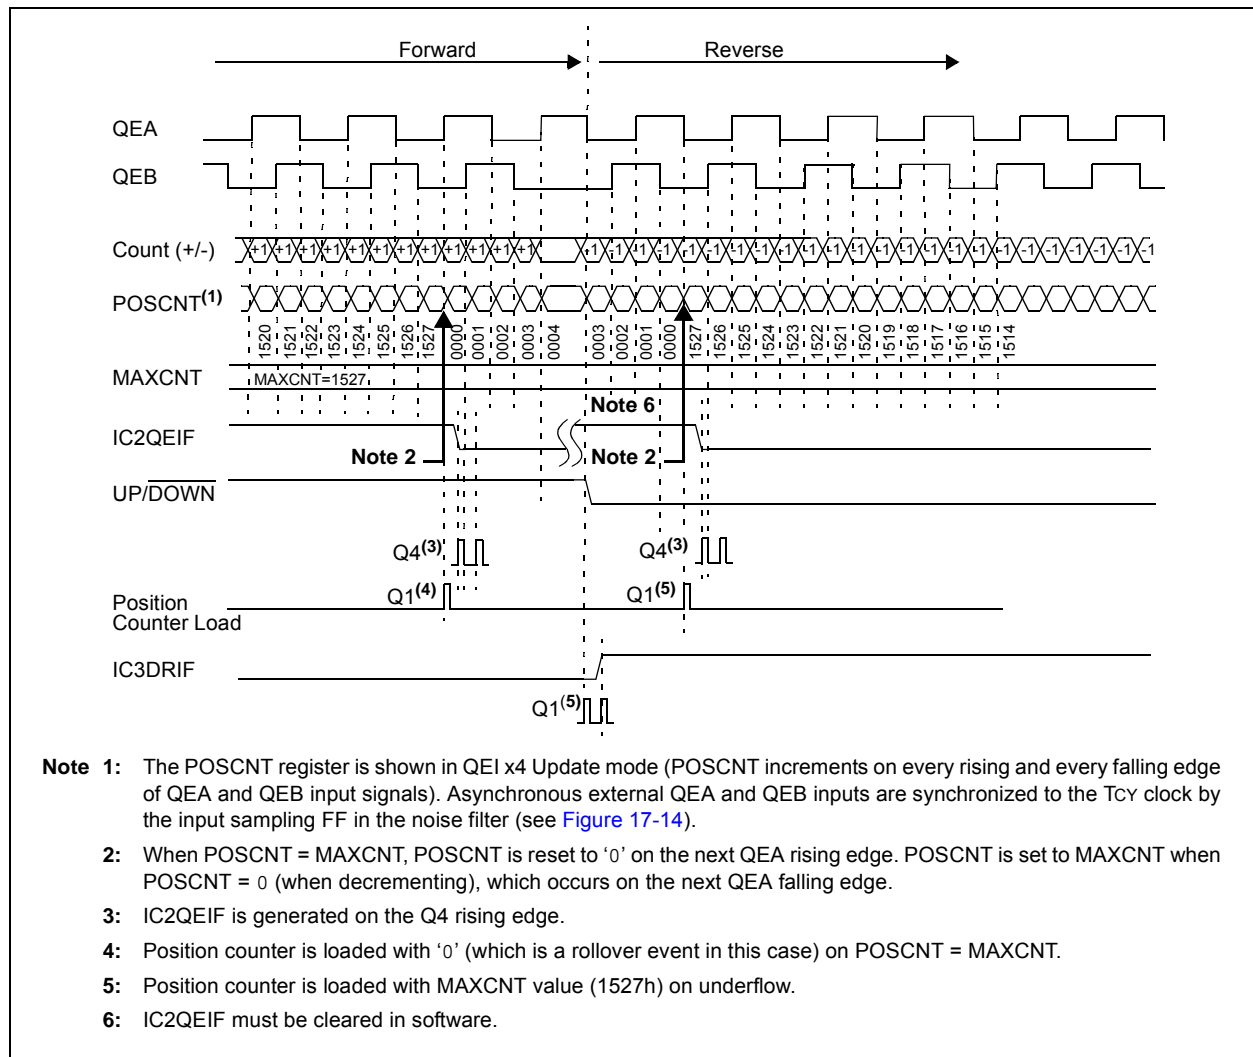 Forward Reverse
QEA
QEB
Count (+/-) +1 +1 +1 +1 +1 +1 +1 +1 +1 +1 +1 +1 +1 -1 -1 -1 -1 -1 -1 -1 -1 -1 -1 -1 -1 -1 -1 -1 -1 -1 -1 -1 -1 -1 -1 -1
POSCNT(1)
1520 1521 1522 1523 1524 1525 1526 1527 0000 0001 0002 0003 0004 0003 0002 0001 0000 1527 1526 1525 1524 1523 1522 1521 1520 1519 1518 1517 1516 1515 1514
MAXCNT MAXCNT=1527
Note 6
IC2QEIF
Note 2 Note 2
UP/DOWN
Q4(3) Q4(3)
Q1(4) Q1(5)
Position
Counter Load
IC3DRIF
Q1(5)
Note 1: The POSCNT register is shown in QEI x4 Update mode (POSCNT increments on every rising and every falling edge
of QEA and QEB input signals). Asynchronous external QEA and QEB inputs are synchronized to the TCY clock by
the input sampling FF in the noise filter (see Figure 17-14).
2: When POSCNT = MAXCNT, POSCNT is reset to ‘0’ on the next QEA rising edge. POSCNT is set to MAXCNT when
POSCNT = 0 (when decrementing), which occurs on the next QEA falling edge.
3: IC2QEIF is generated on the Q4 rising edge.
4: Position counter is loaded with ‘0’ (which is a rollover event in this case) on POSCNT = MAXCNT.
5: Position counter is loaded with MAXCNT value (1527h) on underflow.
6: IC2QEIF must be cleared in software.